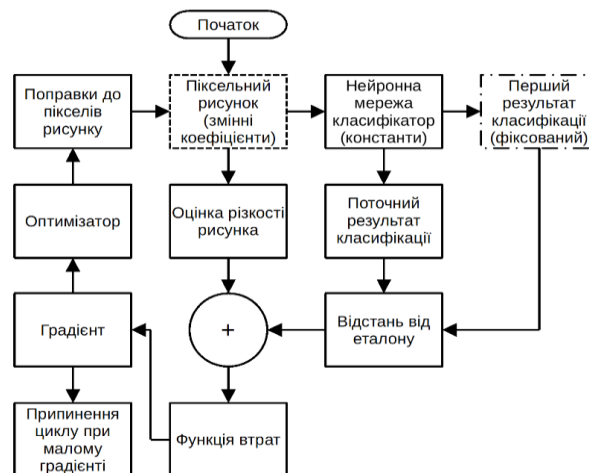 Початок
Поправки до
пікселів
рисунку
Піксельний
рисунок
(змінні
коефіцієнти)
Нейронна
мережа
класифікатор
(константи)
Перший
результат
класифікації
(фіксований)
Оптимізатор
Оцінка різкості
рисунка
Поточний
результат
класифікації
Градієнт
+
Відстань від
еталону
Припинення
циклу при
малому
градієнті
Функція втрат